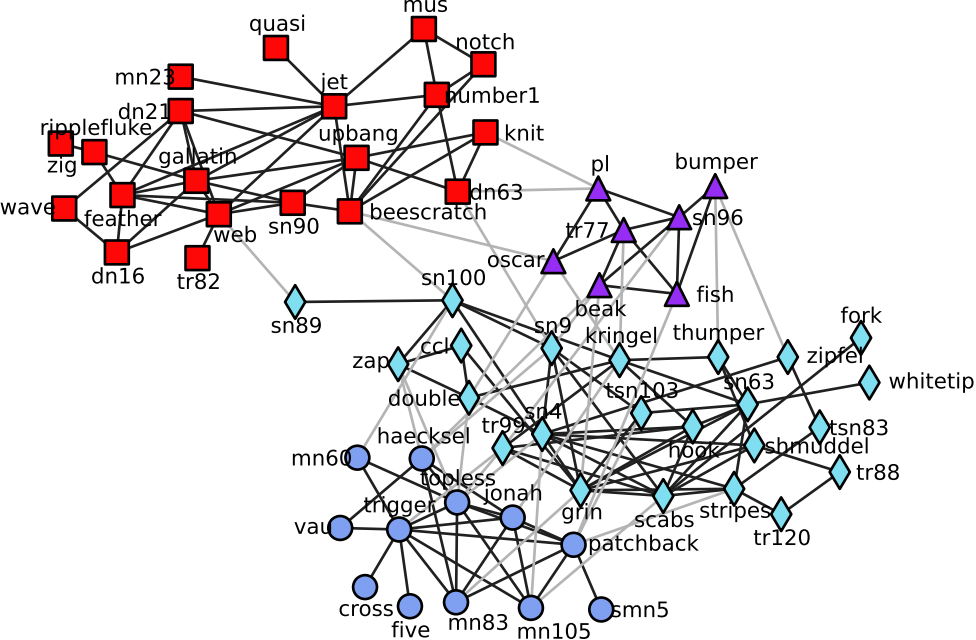 mus
quasi
notch
jet
mn23
number1
dn21
ripplefluke
upbang
knit
zig
gallatin
pl
bumper
wave
feather
dn63
beescratch
sn90
web
tr77
sn96
dn16
tr82
oscar
sn100
fish
beak
sn89
sn9
kringel
thumper
fork
ccl
zap
zipfel
sn63
whitetip
double
tsn103
sn4
tr99
haecksel
tsn83
shmuddel
hook
mn60
topless
jonah
tr88
trigger
grin
scabs
stripes
vau
tr120
patchback
cross
five
mn83
mn105
smn5